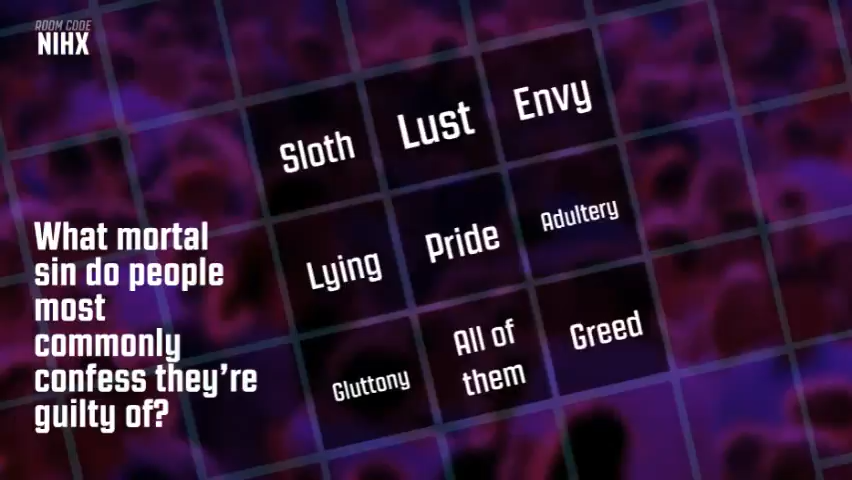 ROOM CODE
NIHX
What mortal
sin do people
most
commonly
confess they're
guilty of?
Sloth
Lust
Envy
Lying
Pride
Adultery
Gluttony
All of
them
Greed